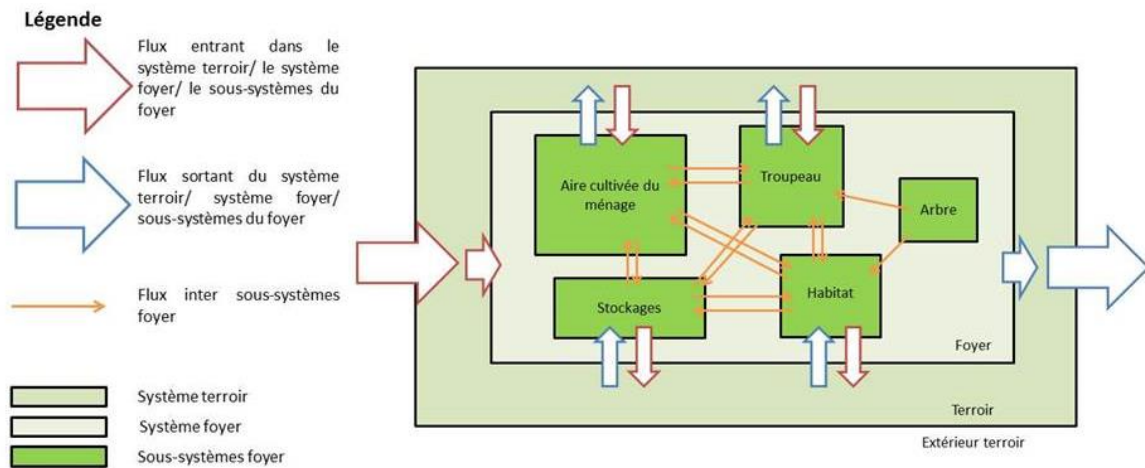 Légende
Flux entrant dans le
système terroir/ le système
foyer/ le sous-systèmes du
foyer
Flux sortant du système
terroir/ système foyer/
sous-systèmes du foyer
Flux inter sous-systèmes
foyer
Système terroir
Système foyer
Sous-systèmes foyer
Aire cultivée du
ménage
Troupeau
Arbre
Stockages
Habitat
Foyer
Terroir
Extérieur terroir